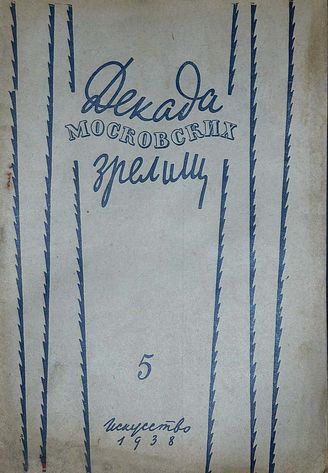 Декада
МОСКОВСКИХ
зрелищ
5
Искусство
1938